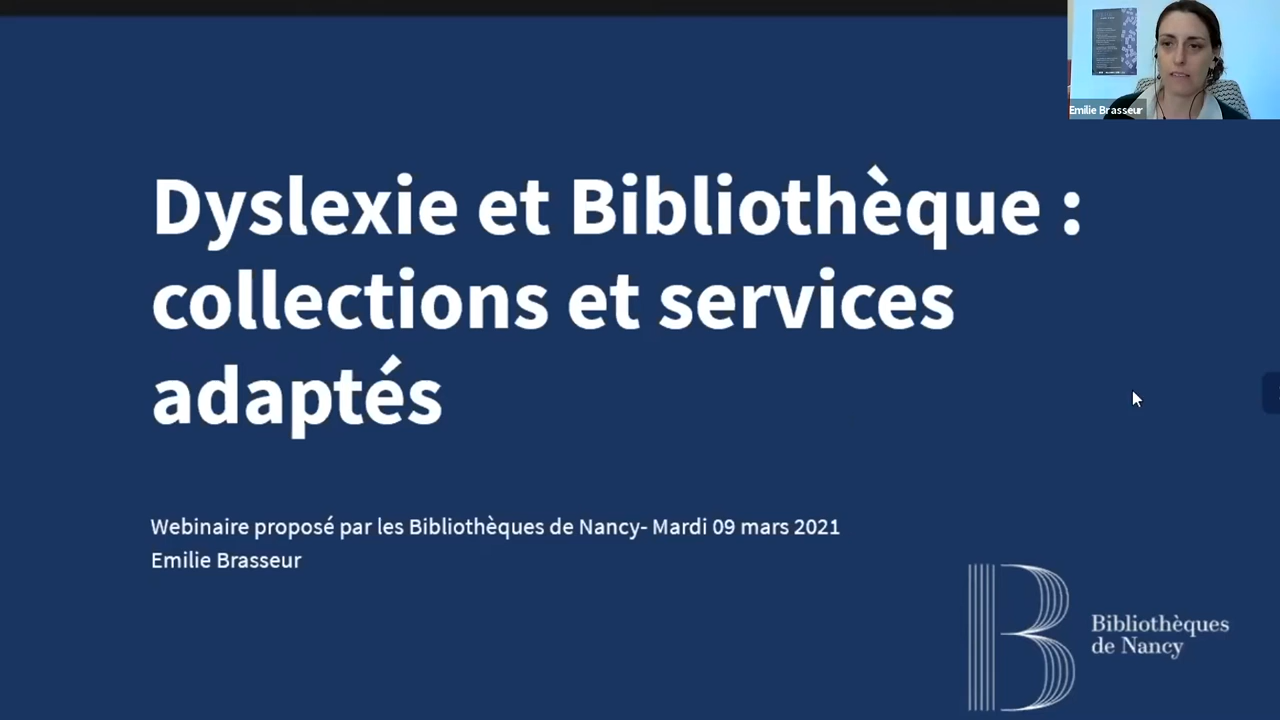 Emilie Brasseur
Dyslexie et Bibliothèque :
collections et services
adaptés
Webinaire proposé par les Bibliothèques de Nancy- Mardi 09 mars 2021
Emilie Brasseur
Bibliothèques
de Nancy